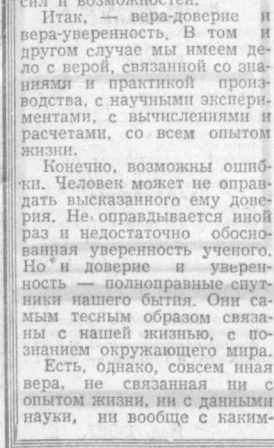 сил и возможностей.
Итак, — вера-доверие и
вера-уверенность. В том и
другом случае мы имеем де-
ло с верой, связанной со зна-
ниями и практикой произ-
водства, с научными экспери-
ментами, с вычислениями и
расчетами, со всем опытом
жизни.
Конечно, возможны ошиб-
ки. Человек может не оправ-
дать высказанного ему дове-
рия. Не оправдывается иной
раз и недостаточно обосно-
ванная уверенность ученого.
Но и доверие и уверен-
ность — полноправные спут-
ники нашего бытия. Они са-
мым тесным образом связа-
ны с нашей жизнью, с по-
знанием окружающего мира.
Есть, однако, совсем иная
вера, не связанная ни с
опытом жизни, ни с данными
науки, ни вообще с каким-